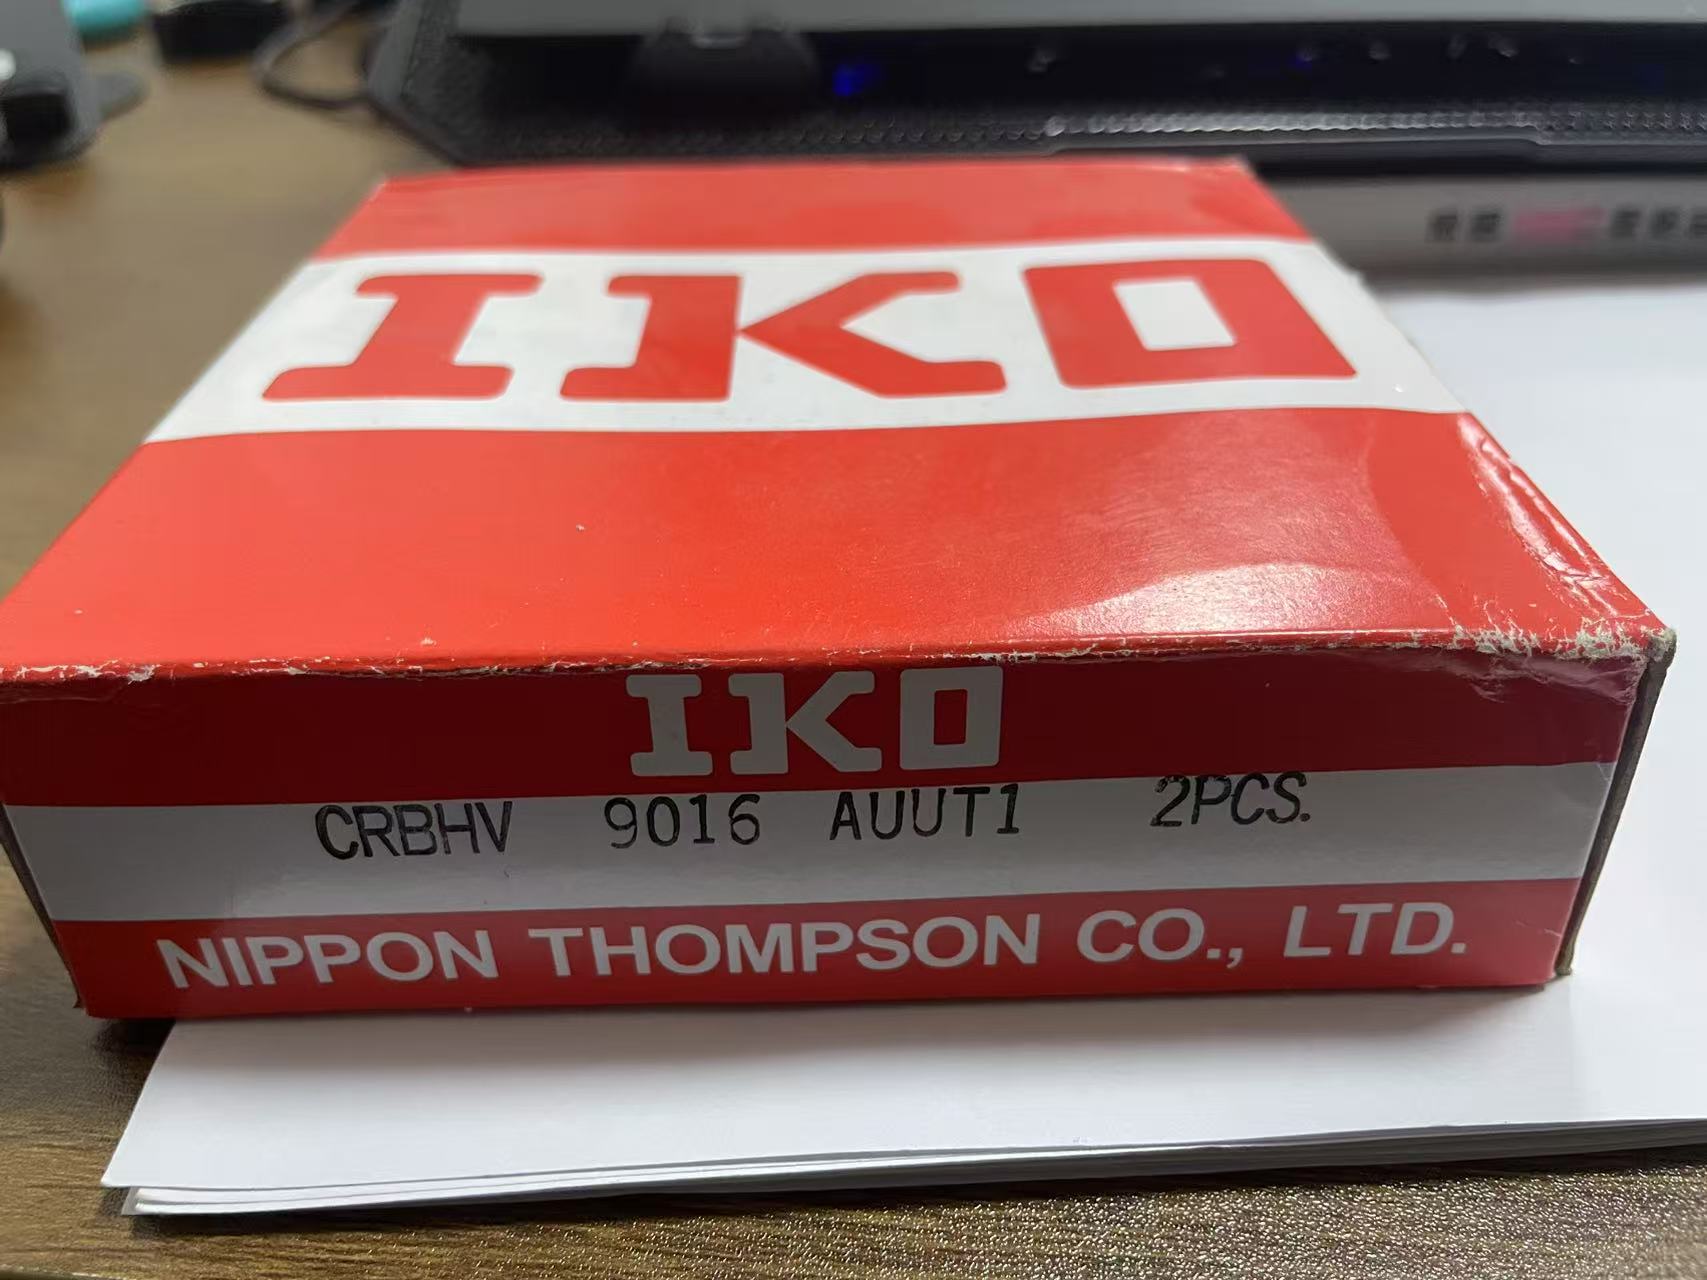 IKO
IKO
CRBHV 9016 AUUT1 2PCS.
NIPPON THOMPSON CO., LTD.